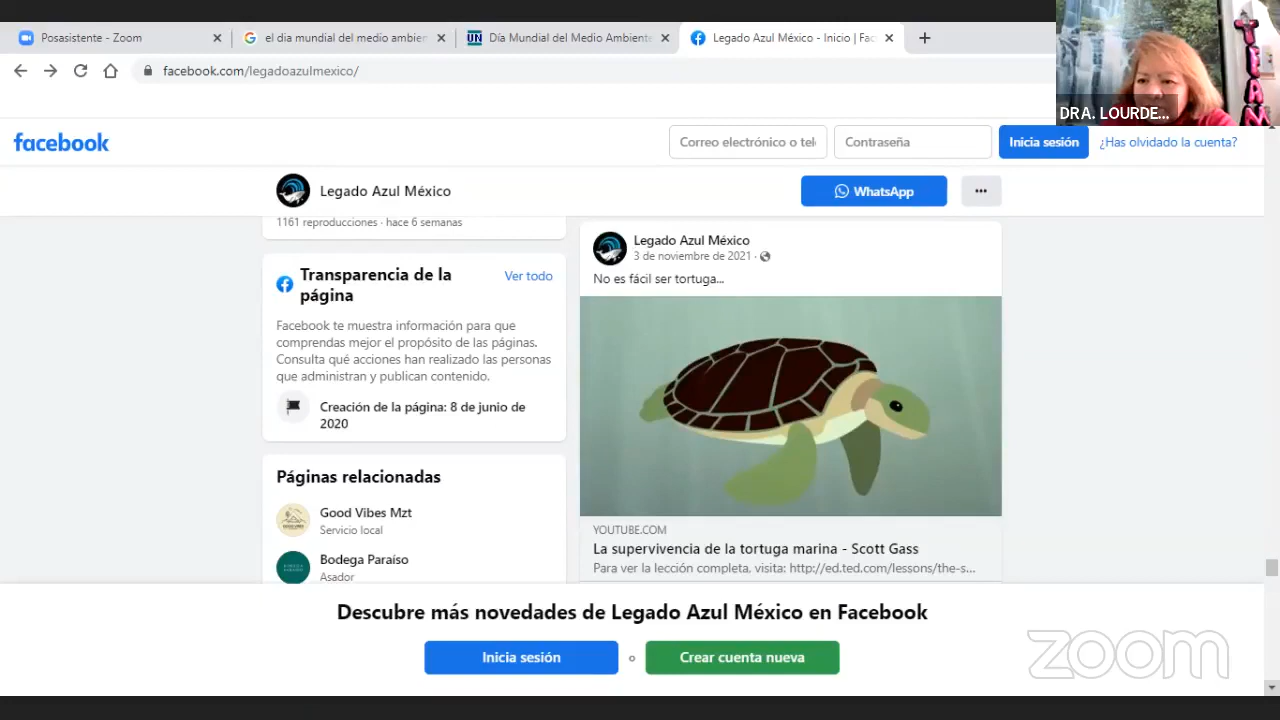 Posasistente - Zoom
el dia mundial del medio ambien
UN
Día Mundial del Medio Ambiente
Legado Azul México - Inicio | Fac
facebook.com/legadoazulmexico/
DRA. LOURDE...
TEAM
facebook
Correo electrónico o tel
Contraseña
Inicia sesión
¿Has olvidado la cuenta?
Legado Azul México
WhatsApp
1161 reproducciones · hace 6 semanas
Transparencia de la
página
Ver todo
Facebook te muestra información para que
comprendas mejor el propósito de las páginas.
Consulta qué acciones han realizado las personas
que administran y publican contenido.
Creación de la página: 8 de junio de
2020
Páginas relacionadas
Good Vibes Mzt
Servicio local
Bodega Paraíso
Asador
Legado Azul México
3 de noviembre de 2021 ·
No es fácil ser tortuga...
YOUTUBE.COM
La supervivencia de la tortuga marina - Scott Gass
Para ver la lección completa, visita: http://ed.ted.com/lessons/the-s...
Descubre más novedades de Legado Azul México en Facebook
Inicia sesión
o
Crear cuenta nueva
zoom